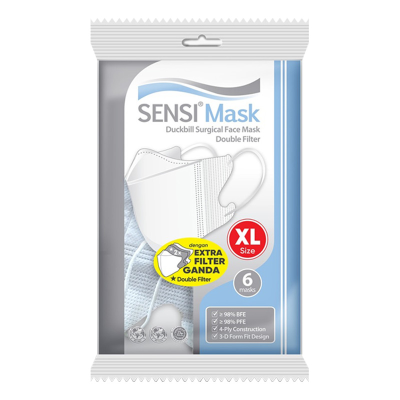 SENSI® Mask
Duckbill Surgical Face Mask
Double Filter
dengan
EXTRA
FILTER
GANDA
★ Double Filter
XL
Size
6
masks
≥ 98% BFE
≥ 98% PFE
4-Ply Construction
3-D Form Fit Design